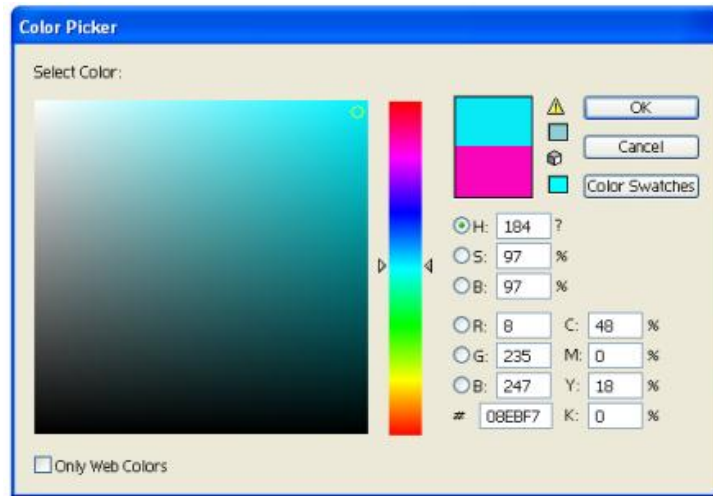 Color Picker
Select Color:
OK
Cancel
Color Swatches
H: 184 ?
S: 97 %
B: 97 %
R: 8 C: 48 %
G: 235 M: 0 %
B: 247 Y: 18 %
# 08EBF7 K: 0 %
Only Web Colors